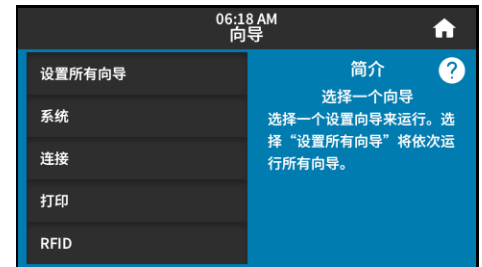 06:18 AM
向导
设置所有向导
系统
连接
打印
RFID
简介
?
选择一个向导
选择一个设置向导来运行。选
择“设置所有向导”将依次运
行所有向导。